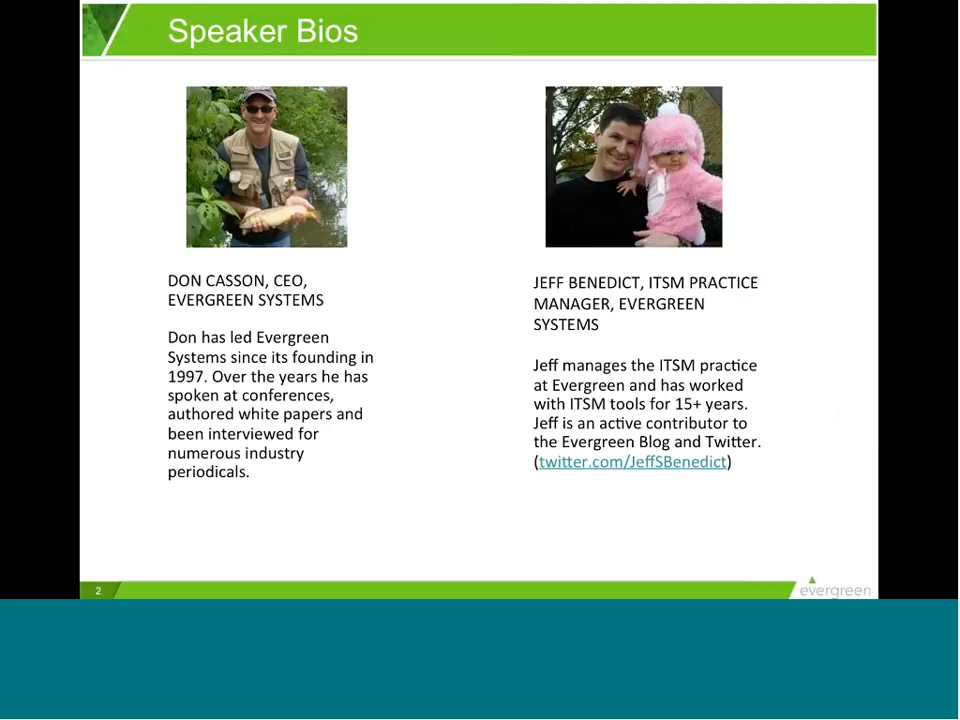 Speaker Bios
DON CASSON, CEO,
EVERGREEN SYSTEMS
Don has led Evergreen
Systems since its founding in
1997. Over the years he has
spoken at conferences,
authored white papers and
been interviewed for
numerous industry
periodicals.
JEFF BENEDICT, ITSM PRACTICE
MANAGER, EVERGREEN
SYSTEMS
Jeff manages the ITSM practice
at Evergreen and has worked
with ITSM tools for 15+ years.
Jeff is an active contributor to
the Evergreen Blog and Twitter.
(twitter.com/JeffSBenedict)
2
evergreen